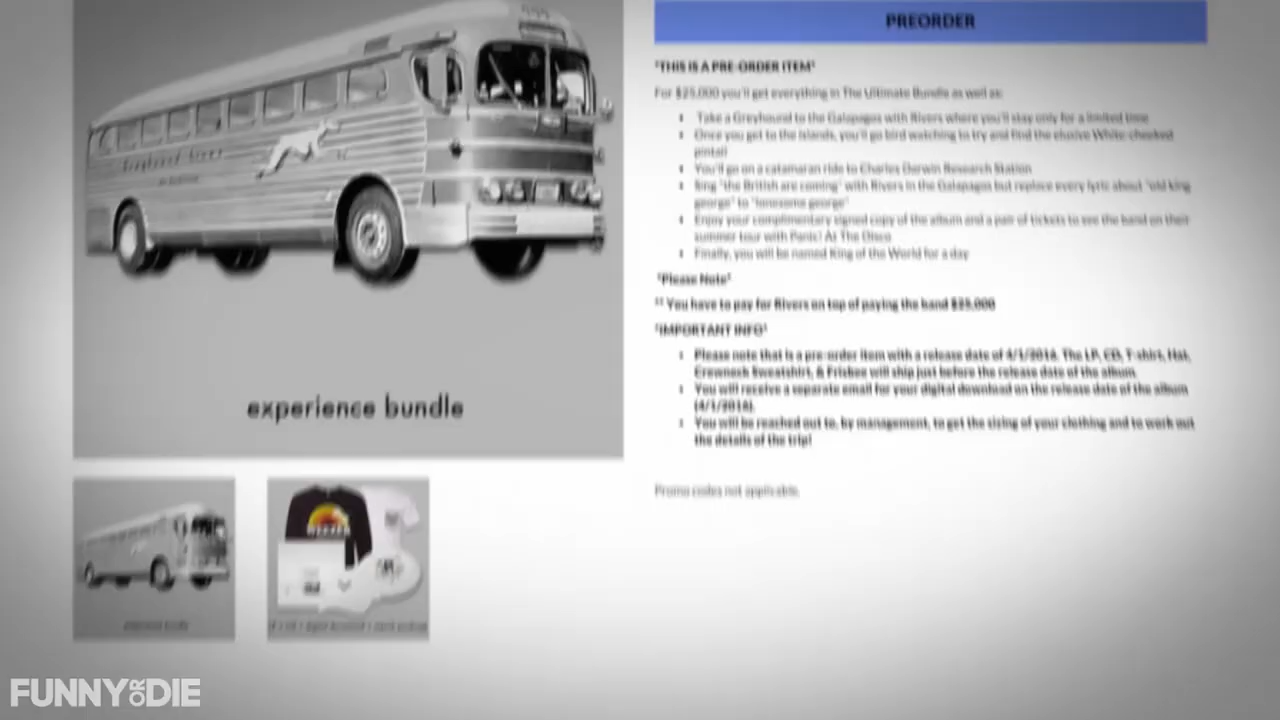 PREORDER
"THIS IS A PRE-ORDER ITEM"
For $25,000 you'll get everything in The Ultimate Bundle as well as:
Take a Greyhound to the Galapagos with Rivers where you'll stay only for a limited time
Once you get to the islands, you'll go bird watching to try and find the elusive White-cheeked
pintail
You'll go on a catamaran ride to Charles Darwin Research Station
Sing "the British are coming" with Rivers in the Galapagos but replace every lyric about "old king
george" to "lonesome george"
Enjoy your complimentary signed copy of the album and a pair of tickets to see the band on their
summer tour with Panic! At The Disco
Finally, you will be named King of the World for a day
"Please Note"
** You have to pay for Rivers on top of paying the band $25,000
"IMPORTANT INFO"
Please note that is a pre-order item with a release date of 4/1/2016. The LP, CD, T-shirt, Hat,
Crewneck Sweatshirt, & Frisbee will ship just before the release date of the album.
You will receive a separate email for your digital download on the release date of the album
(4/1/2016).
You will be reached out to, by management, to get the sizing of your clothing and to work out
the details of the trip!
Promo codes not applicable.
Greyhound Lines
experience bundle
experience bundle
WEEZER
FUNNY OR DIE